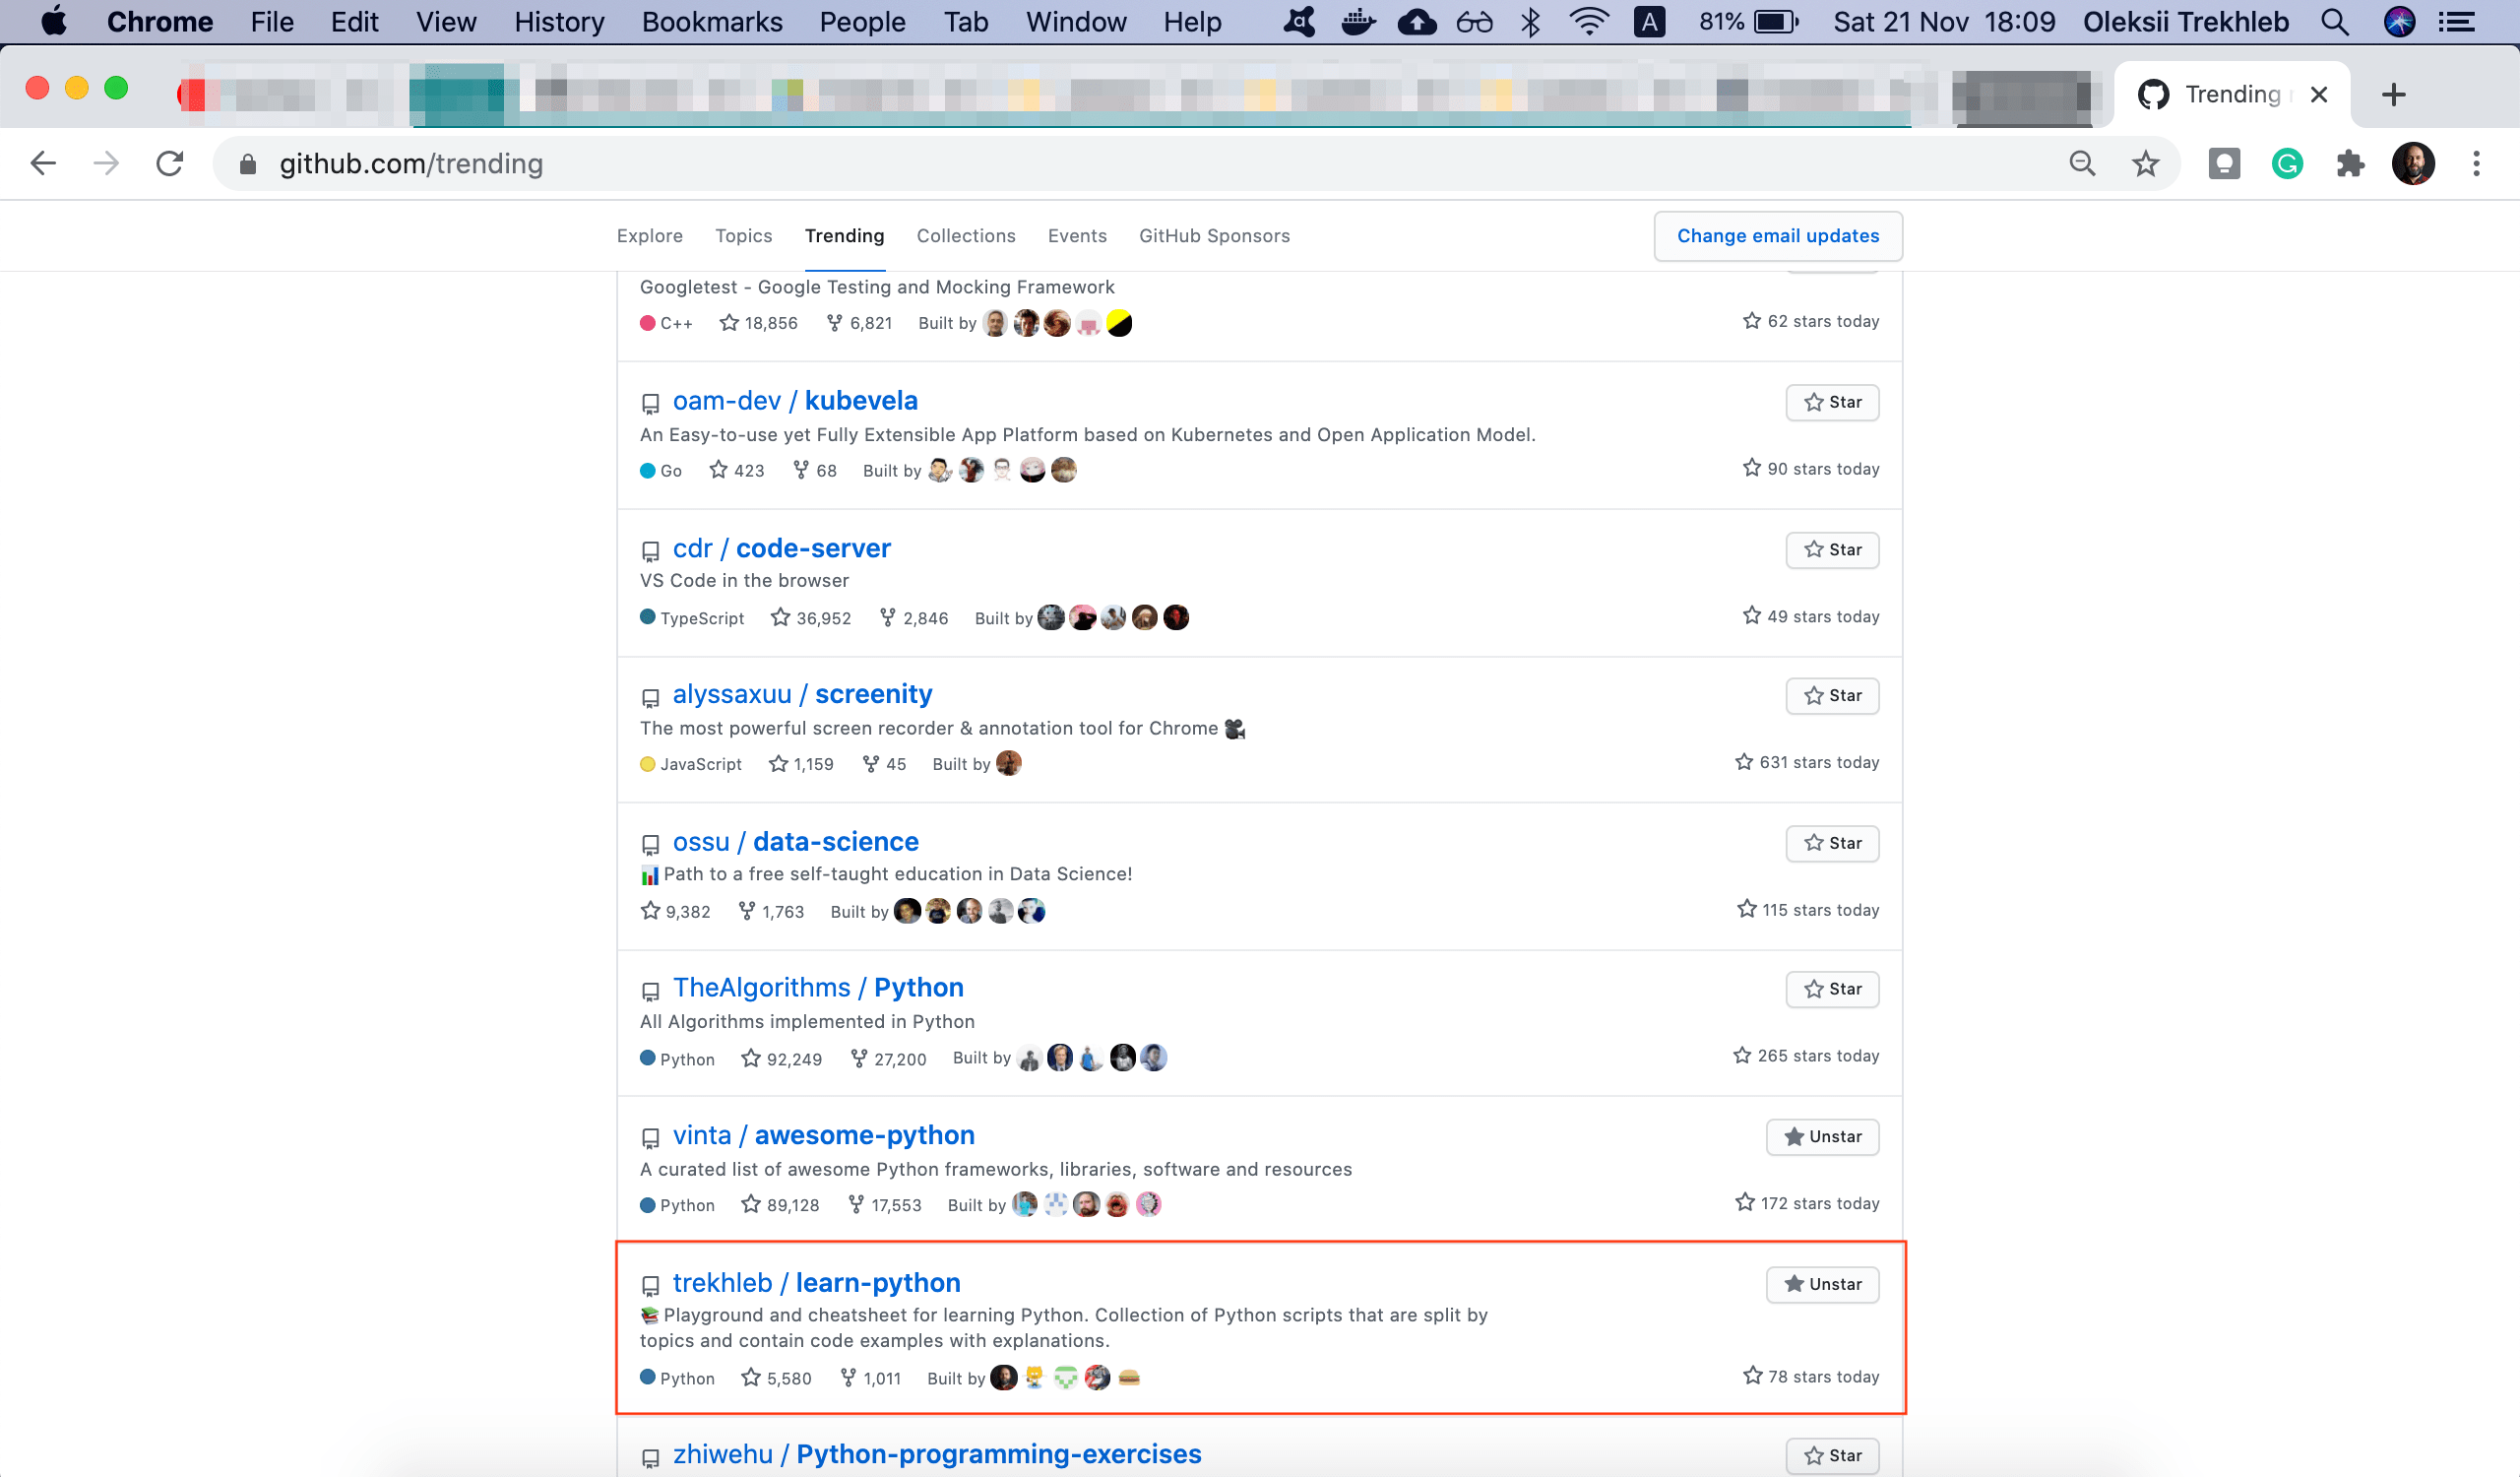 Chrome File Edit View History Bookmarks People Tab Window Help A 81% Sat 21 Nov 18:09 Oleksii Trekhleb
Trending
github.com/trending
Explore Topics Trending Collections Events GitHub Sponsors Change email updates
Googletest - Google Testing and Mocking Framework
C++ 18,856 6,821 Built by 62 stars today
oam-dev / kubevela Star
An Easy-to-use yet Fully Extensible App Platform based on Kubernetes and Open Application Model.
Go 423 68 Built by 90 stars today
cdr / code-server Star
VS Code in the browser
TypeScript 36,952 2,846 Built by 49 stars today
alyssaxuu / screenity Star
The most powerful screen recorder & annotation tool for Chrome 🎥
JavaScript 1,159 45 Built by 631 stars today
ossu / data-science Star
📊 Path to a free self-taught education in Data Science!
9,382 1,763 Built by 115 stars today
TheAlgorithms / Python Star
All Algorithms implemented in Python
Python 92,249 27,200 Built by 265 stars today
vinta / awesome-python Unstar
A curated list of awesome Python frameworks, libraries, software and resources
Python 89,128 17,553 Built by 172 stars today
trekhleb / learn-python Unstar
📚 Playground and cheatsheet for learning Python. Collection of Python scripts that are split by
topics and contain code examples with explanations.
Python 5,580 1,011 Built by 78 stars today
zhiwehu / Python-programming-exercises Star